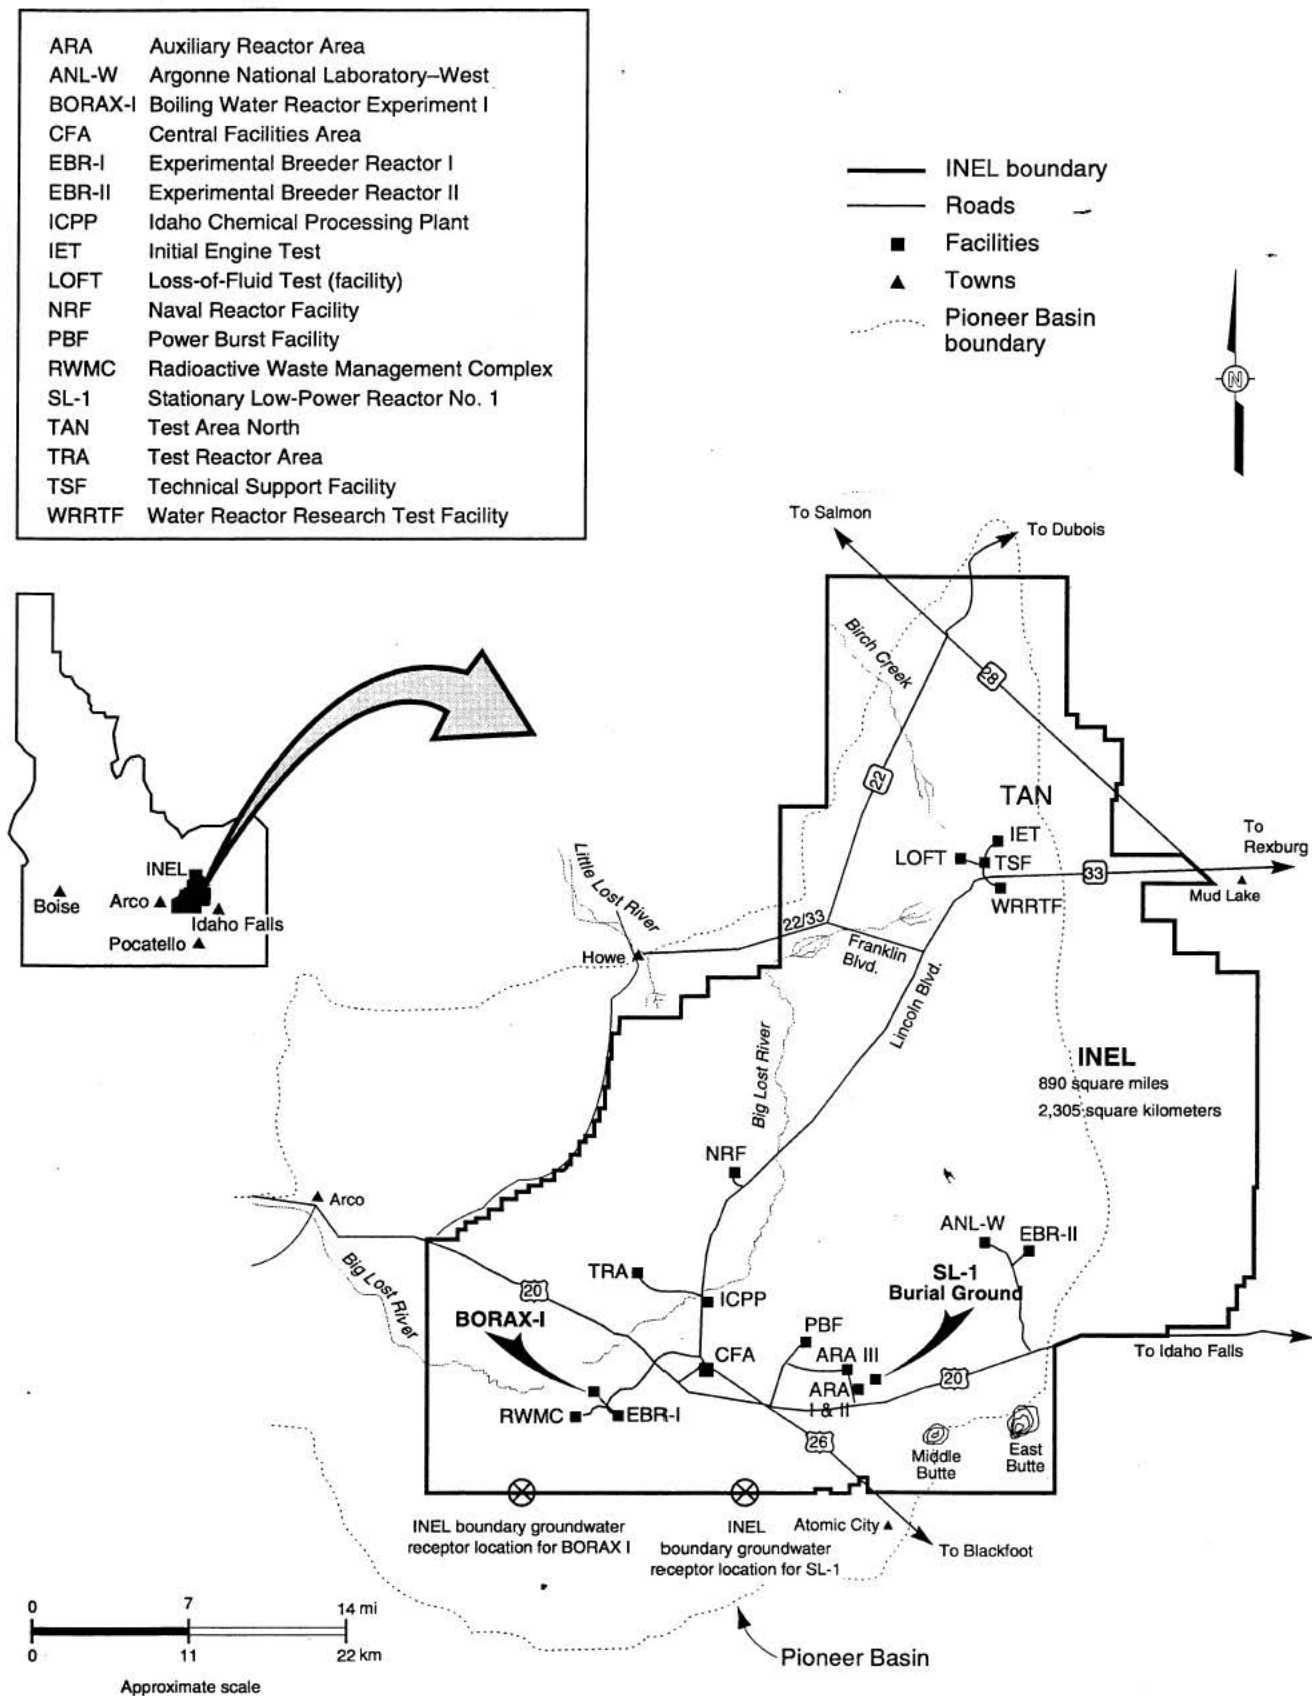 ARA Auxiliary Reactor Area
ANL-W Argonne National Laboratory–West
BORAX-I Boiling Water Reactor Experiment I
CFA Central Facilities Area
EBR-I Experimental Breeder Reactor I
EBR-II Experimental Breeder Reactor II
ICPP Idaho Chemical Processing Plant
IET Initial Engine Test
LOFT Loss-of-Fluid Test (facility)
NRF Naval Reactor Facility
PBF Power Burst Facility
RWMC Radioactive Waste Management Complex
SL-1 Stationary Low-Power Reactor No. 1
TAN Test Area North
TRA Test Reactor Area
TSF Technical Support Facility
WRRTF Water Reactor Research Test Facility
INEL boundary
Roads
Facilities
Towns
Pioneer Basin
boundary
N
To Salmon
To Dubois
Birch Creek
28
22
TAN
IET
LOFT
TSF
WRRTF
33
To
Rexburg
Mud Lake
INEL
Boise
Arco
Idaho Falls
Pocatello
Little Lost River
Howe
22/33
Franklin
Blvd.
Lincoln Blvd.
Big Lost River
INEL
890 square miles
2,305 square kilometers
NRF
Arco
Big Lost River
ANL-W
EBR-II
TRA
ICPP
20
SL-1
Burial Ground
BORAX-I
PBF
CFA
ARA III
ARA
I & II
20
To Idaho Falls
RWMC
EBR-I
26
Middle
Butte
East
Butte
INEL boundary groundwater
receptor location for BORAX I
INEL
boundary groundwater
receptor location for SL-1
Atomic City
To Blackfoot
0 7 14 mi
0 11 22 km
Approximate scale
Pioneer Basin